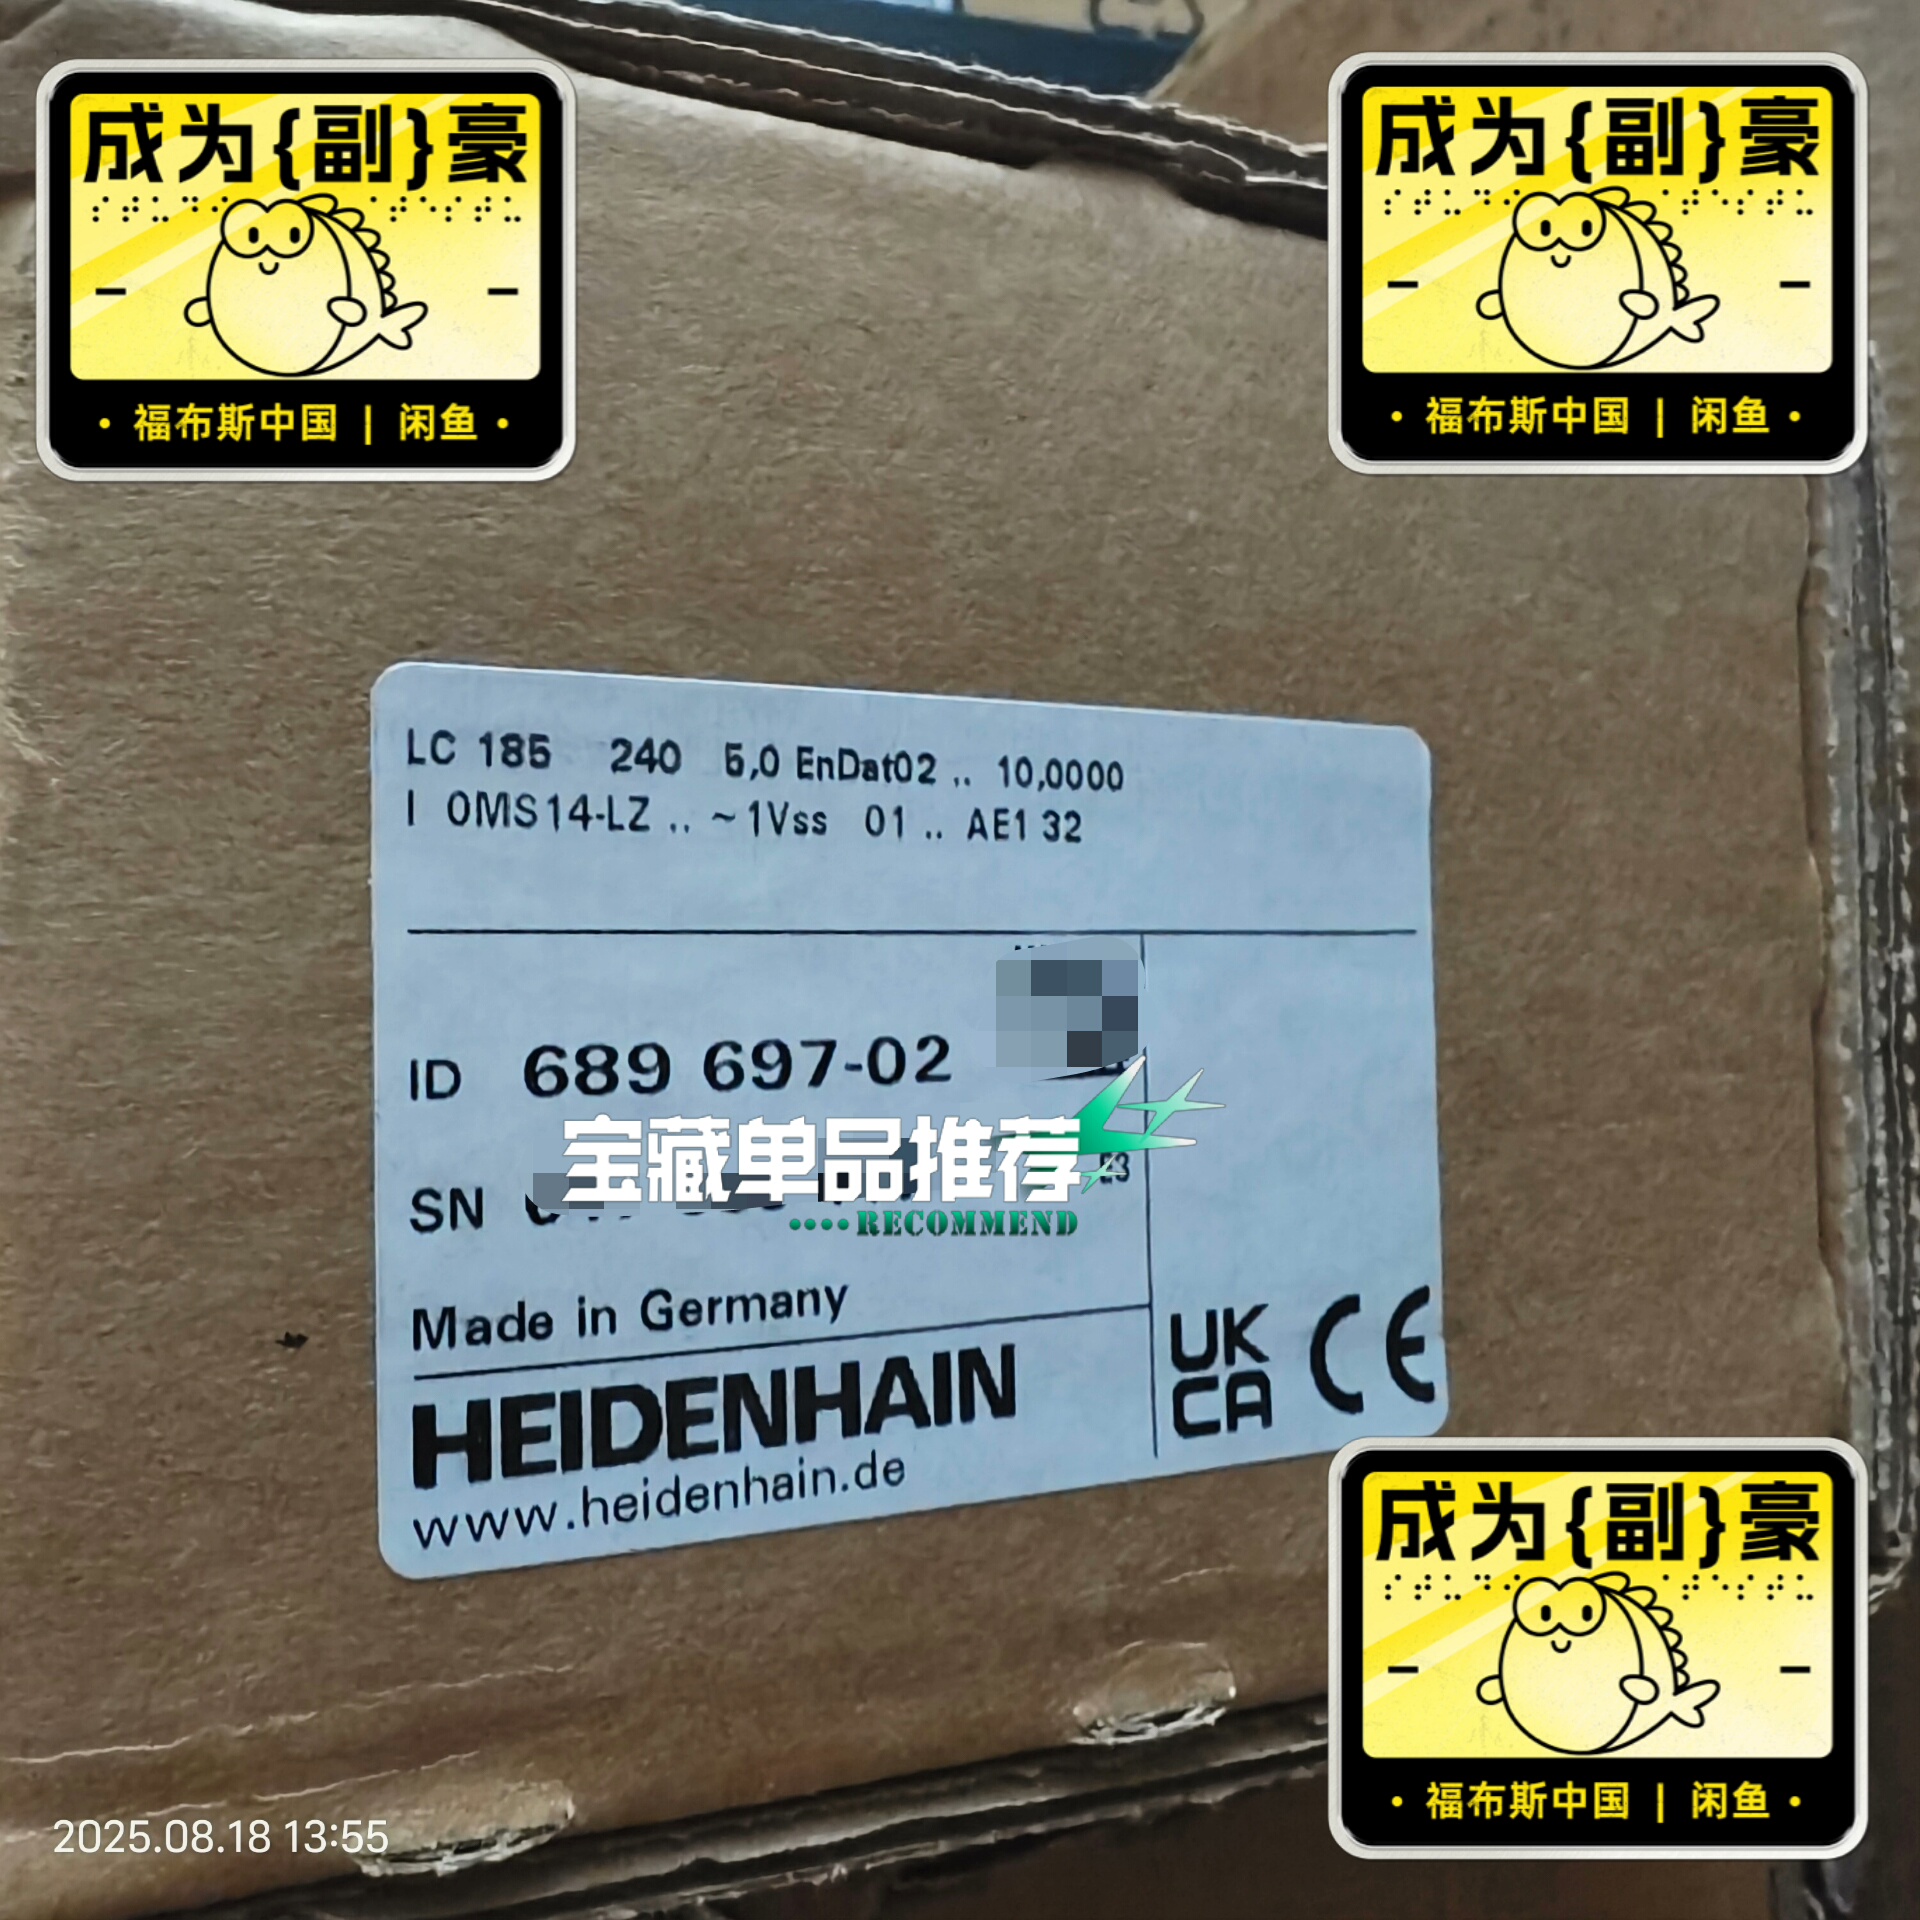 成为{副}豪
·福布斯中国 | 闲鱼·
成为{副}豪
·福布斯中国 | 闲鱼·
LC 185 240 5,0 EnDat02 .. 10,0000
I 0MS14-LZ .. ~1Vss 01 .. AE1 32
ID 689 697-02
宝藏单品推荐
SN
E3
····RECOMMEND
Made in Germany
HEIDENHAIN
www.heidenhain.de
UK
CA CE
成为{副}豪
·福布斯中国 | 闲鱼·
2025.08.18 13:55